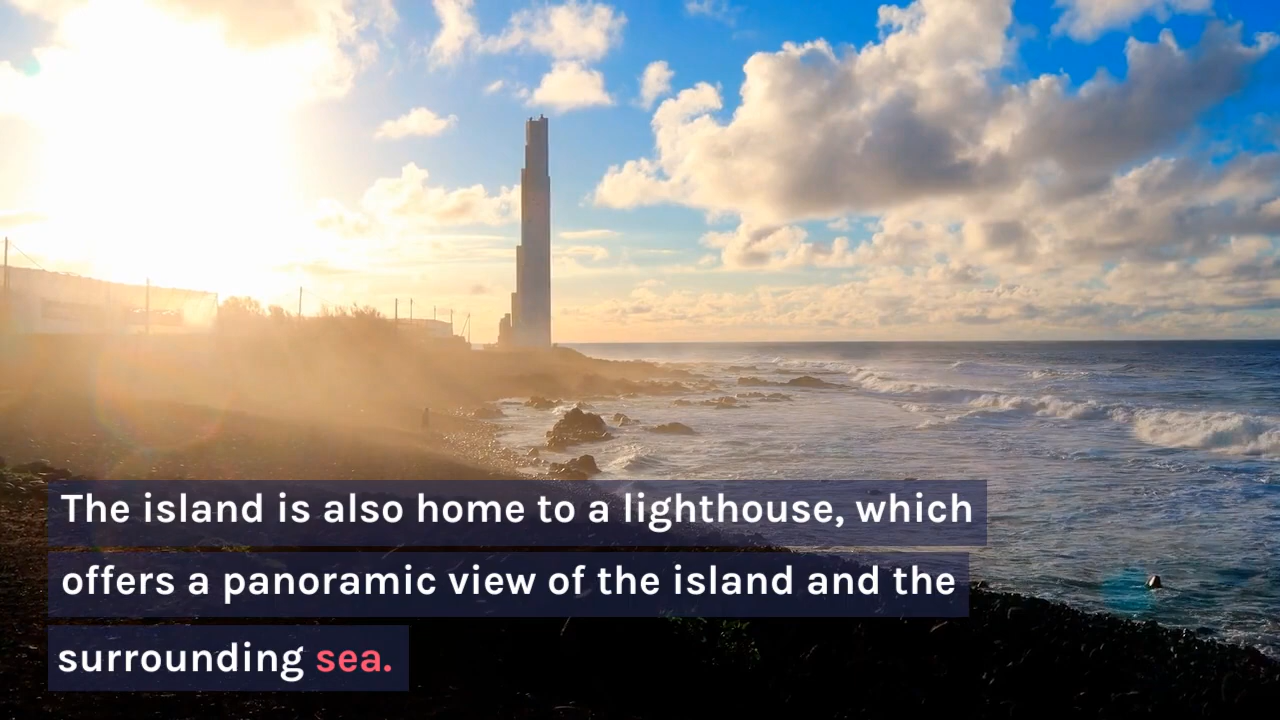 The island is also home to a lighthouse, which
offers a panoramic view of the island and the
surrounding sea.